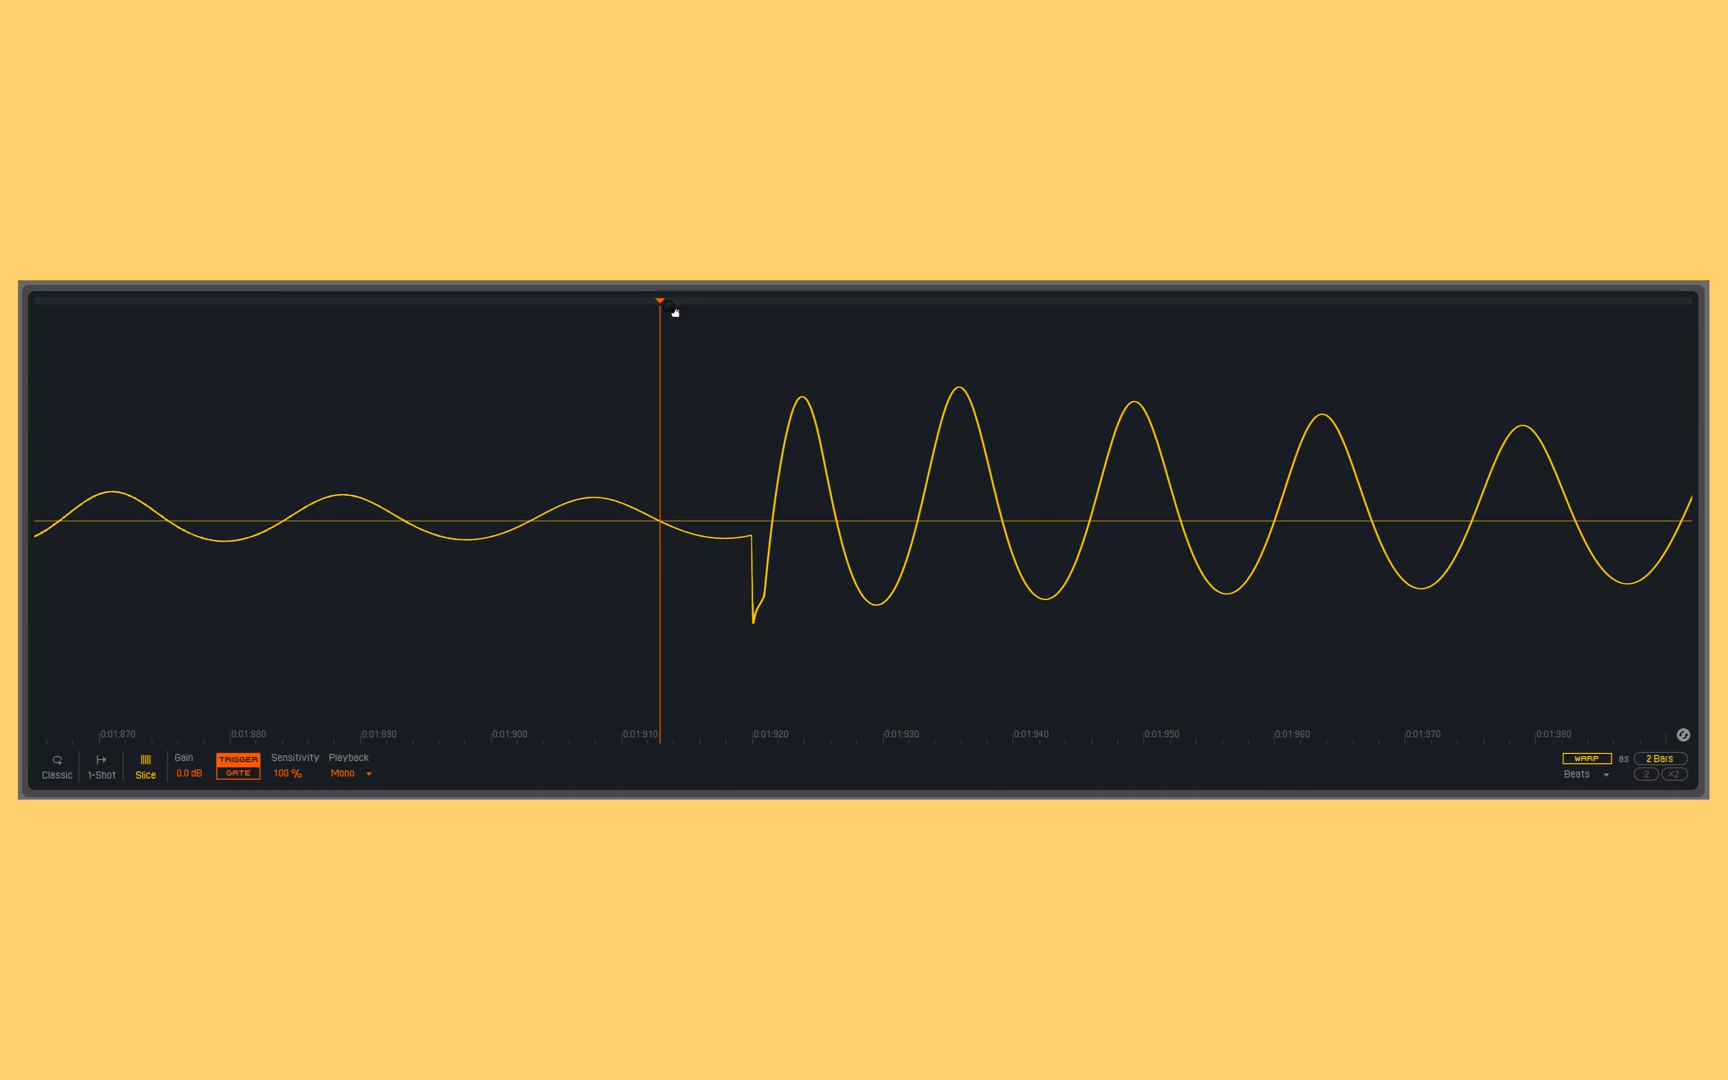 0:01:870 0:01:880 0:01:890 0:01:900 0:01:910 0:01:920 0:01:930 0:01:940 0:01:950 0:01:960 0:01:970 0:01:980
Gain TRIGGER Sensitivity Playback WARP as 2 Bars
Classic 1-Shot Slice 0.0 dB GATE 100 % Mono Beats :2 ×2